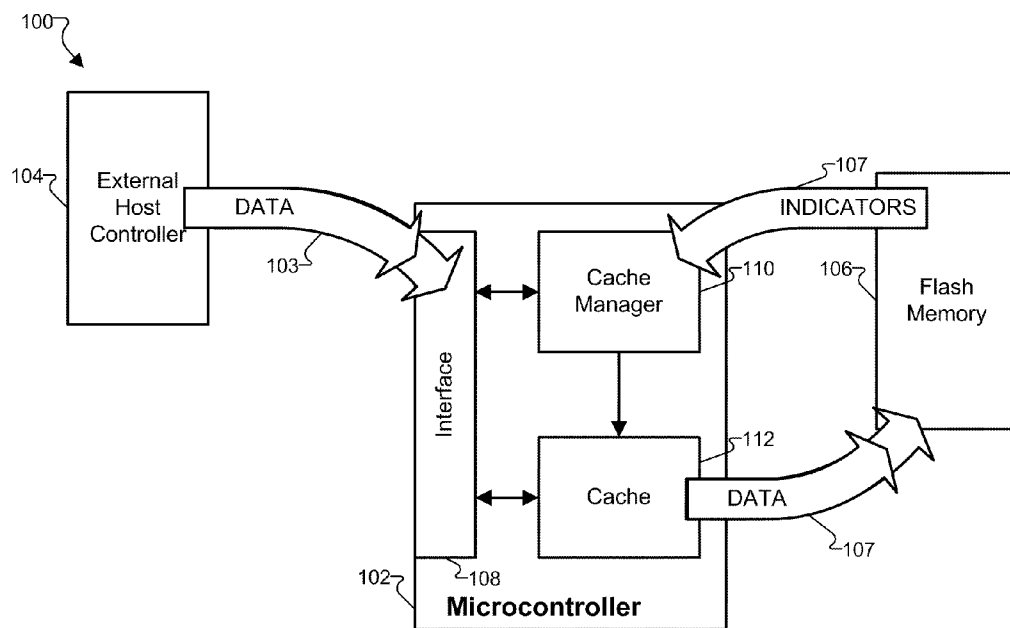 100
104
External
Host
Controller
DATA
103
107
INDICATORS
Interface
Cache
Manager
110
106
Flash
Memory
112
Cache
DATA
107
108
102
Microcontroller